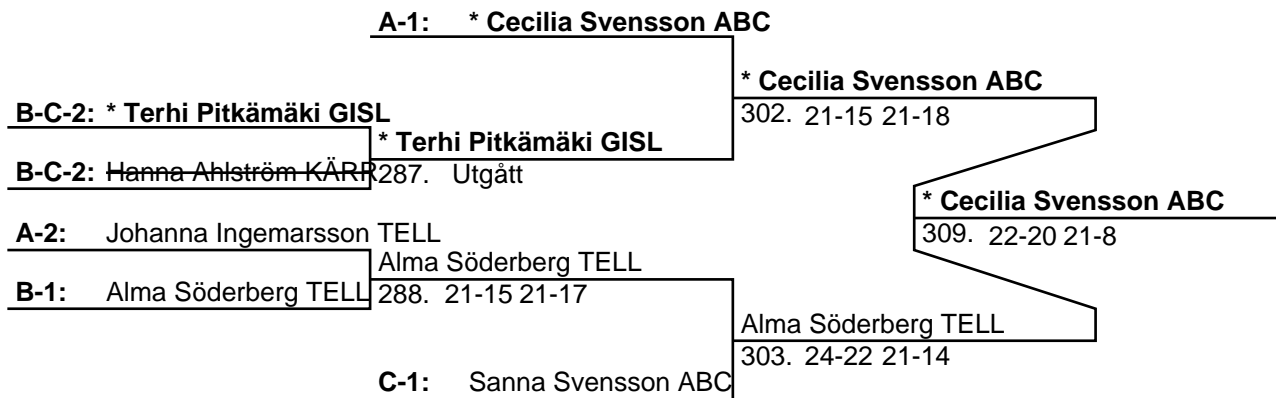 A-1: * Cecilia Svensson ABC
* Cecilia Svensson ABC
302. 21-15 21-18
B-C-2: * Terhi Pitkämäki GISL
* Terhi Pitkämäki GISL
B-C-2: Hanna Ahlström KÄRR
287. Utgått
* Cecilia Svensson ABC
309. 22-20 21-8
A-2: Johanna Ingemarsson TELL
Alma Söderberg TELL
B-1: Alma Söderberg TELL
288. 21-15 21-17
Alma Söderberg TELL
303. 24-22 21-14
C-1: Sanna Svensson ABC